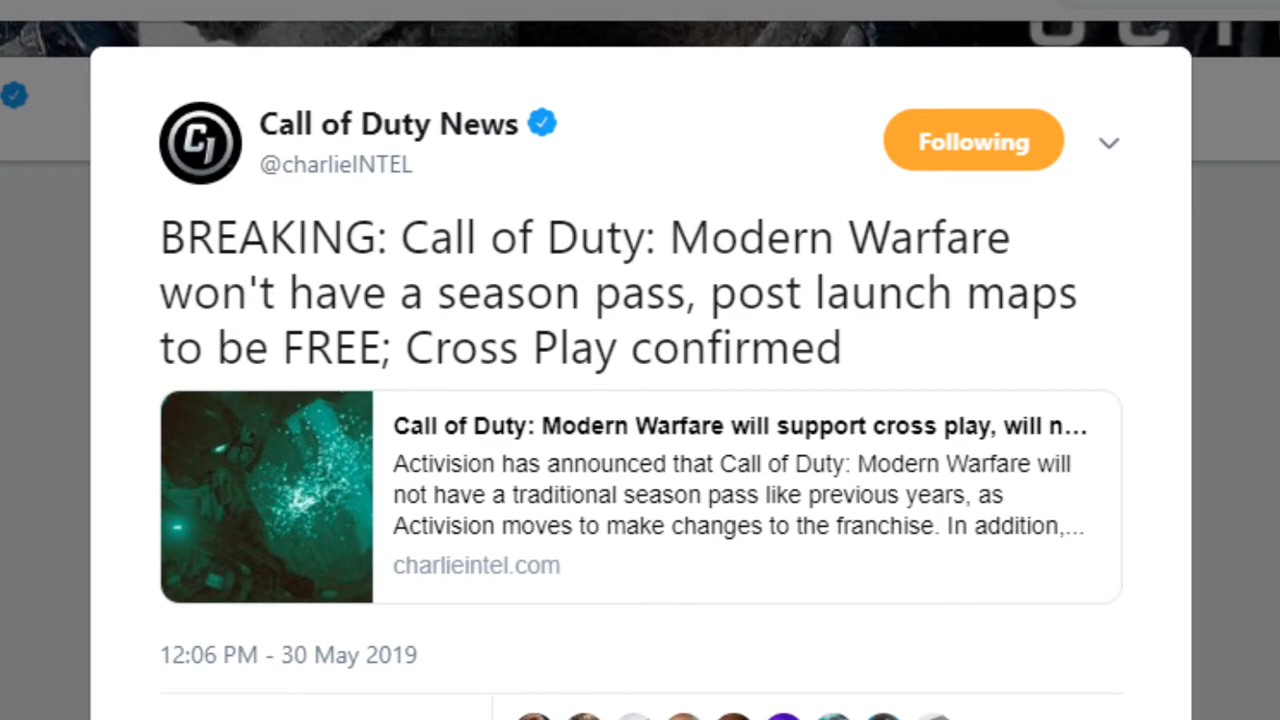 Call of Duty News
@charlieINTEL
Following
BREAKING: Call of Duty: Modern Warfare
won't have a season pass, post launch maps
to be FREE; Cross Play confirmed
Call of Duty: Modern Warfare will support cross play, will n...
Activision has announced that Call of Duty: Modern Warfare will
not have a traditional season pass like previous years, as
Activision moves to make changes to the franchise. In addition,...
charlieintel.com
12:06 PM - 30 May 2019